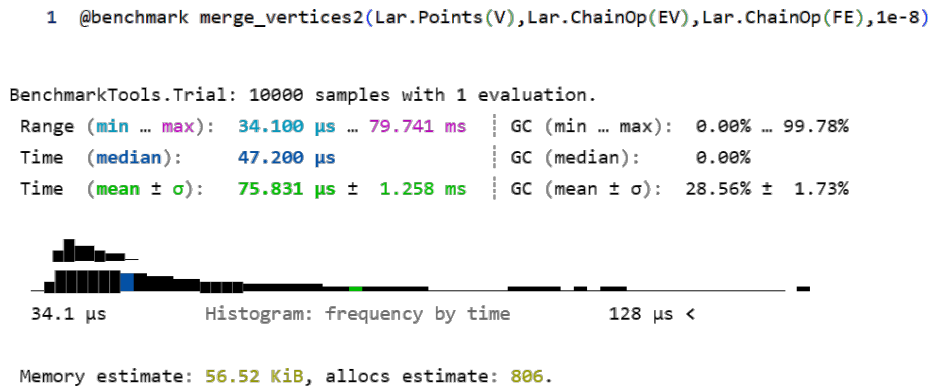 1 @benchmark merge_vertices2(Lar.Points(V),Lar.ChainOp(EV),Lar.ChainOp(FE),1e-8)
BenchmarkTools.Trial: 10000 samples with 1 evaluation.
Range (min … max): 34.100 μs … 79.741 ms ┊ GC (min … max): 0.00% … 99.78%
Time (median): 47.200 μs ┊ GC (median): 0.00%
Time (mean ± σ): 75.831 μs ± 1.258 ms ┊ GC (mean ± σ): 28.56% ± 1.73%
34.1 μs Histogram: frequency by time 128 μs <
Memory estimate: 56.52 KiB, allocs estimate: 806.